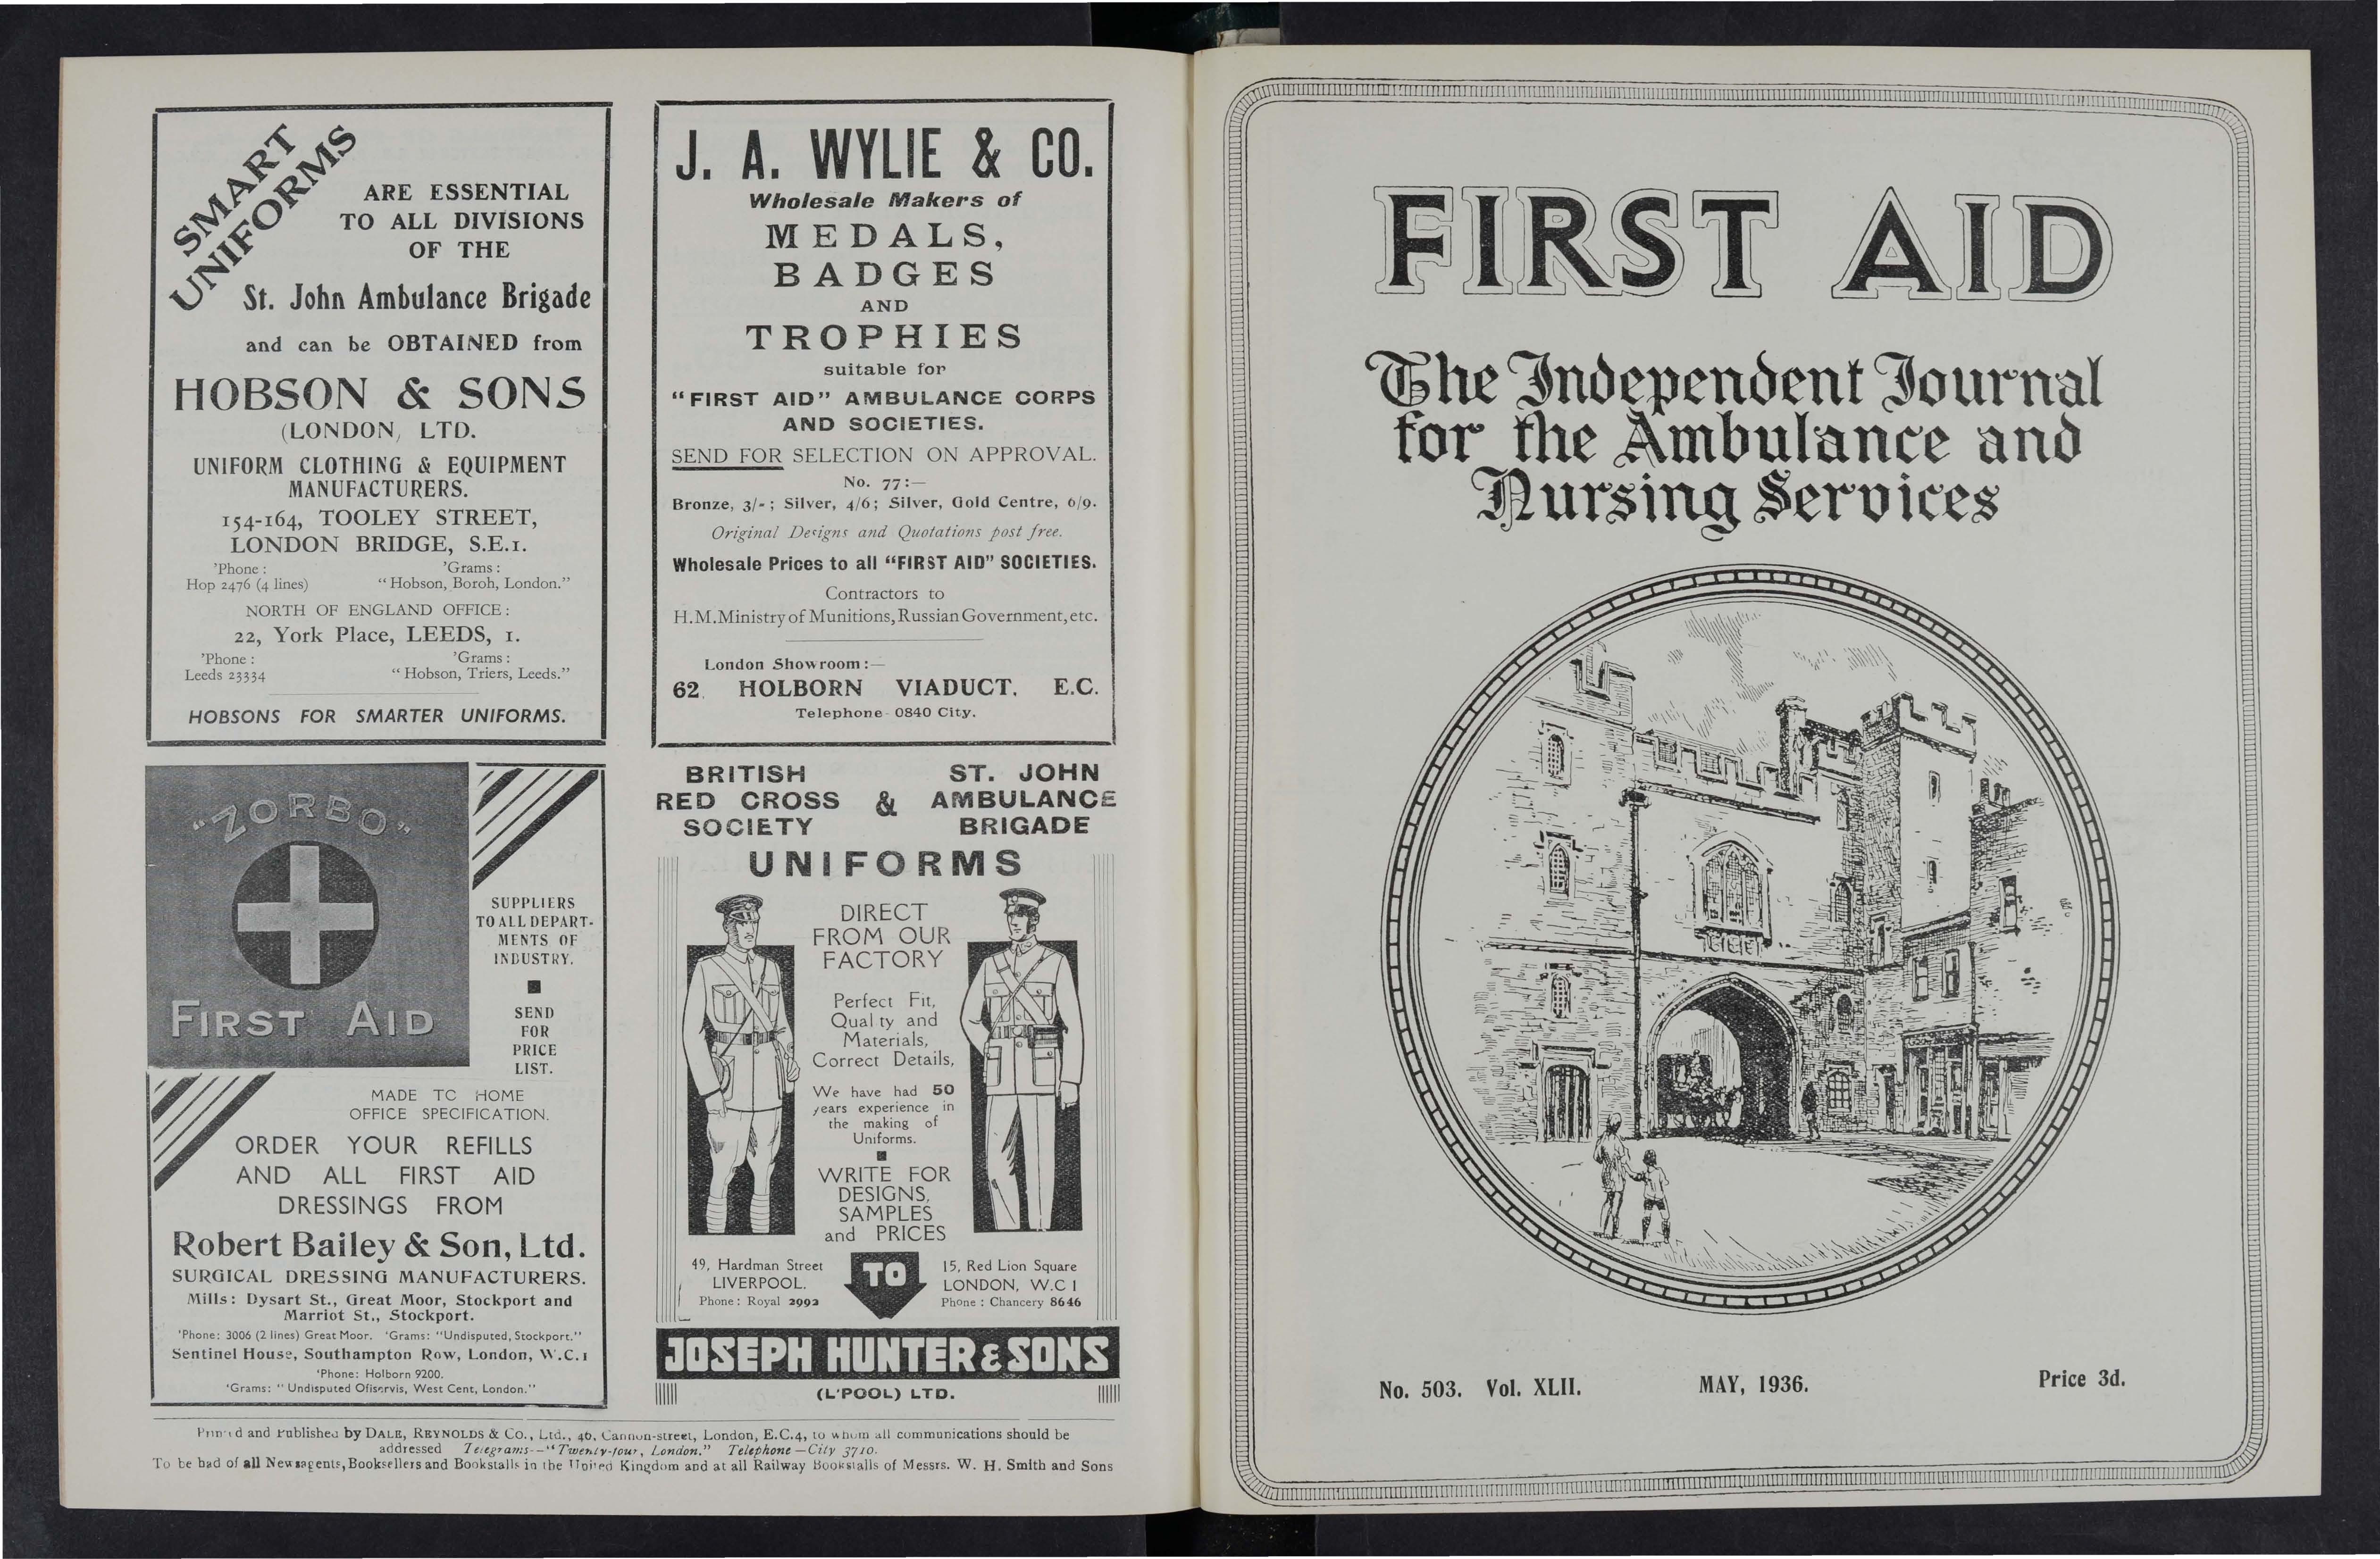 SMART
UNIFORMS
ARE ESSENTIAL
TO ALL DIVISIONS
OF THE
St. John Ambulance Brigade
and can be OBTAINED from
HOBSON & SONS
(LONDON) LTD.
UNIFORM CLOTHING & EQUIPMENT
MANUFACTURERS.
154-164, TOOLEY STREET,
LONDON BRIDGE, S.E.1.
'Phone : 'Grams :
Hop 2476 (4 lines) "Hobson, Boroh, London."
NORTH OF ENGLAND OFFICE:
22, York Place, LEEDS, 1.
'Phone : 'Grams :
Leeds 23334 "Hobson, Triers, Leeds."
HOBSONS FOR SMARTER UNIFORMS.
"ZORBO"
FIRST AID
SUPPLIERS
TO ALL DEPART-
MENTS OF
INDUSTRY.
SEND
FOR
PRICE
LIST.
MADE TO HOME
OFFICE SPECIFICATION.
ORDER YOUR REFILLS
AND ALL FIRST AID
DRESSINGS FROM
Robert Bailey & Son, Ltd.
SURGICAL DRESSING MANUFACTURERS.
Mills: Dysart St., Great Moor, Stockport and
Marriot St., Stockport.
'Phone: 3006 (2 lines) Great Moor. 'Grams: "Undisputed, Stockport."
Sentinel House, Southampton Row, London, W.C.1
'Phone: Holborn 9200.
'Grams: "Undisputed Ofiservis, West Cent, London."
J. A. WYLIE & CO.
Wholesale Makers of
MEDALS,
BADGES
AND
TROPHIES
suitable for
"FIRST AID" AMBULANCE CORPS
AND SOCIETIES.
SEND FOR SELECTION ON APPROVAL.
No. 77:—
Bronze, 3/-; Silver, 4/6; Silver, Gold Centre, 6/9.
Original Designs and Quotations post free.
Wholesale Prices to all "FIRST AID" SOCIETIES.
Contractors to
H.M. Ministry of Munitions, Russian Government, etc.
London Showroom:—
62, HOLBORN VIADUCT, E.C.
Telephone- 0840 City.
BRITISH
RED CROSS
SOCIETY
&
ST. JOHN
AMBULANCE
BRIGADE
UNIFORMS
DIRECT
FROM OUR
FACTORY
Perfect Fit,
Quality and
Materials,
Correct Details,
We have had 50
years experience in
the making of
Uniforms.
WRITE FOR
DESIGNS,
SAMPLES
and PRICES
TO
49, Hardman Street
LIVERPOOL.
Phone: Royal 2992
15, Red Lion Square
LONDON, W.C 1
Phone : Chancery 8646
JOSEPH HUNTER & SONS
(L'POOL) LTD.
Printed and Published by DALE, REYNOLDS & Co., Ltd., 46, Cannon-street, London, E.C.4, to whom all communications should be
addressed Telegrams--"Twenty-four, London." Telephone—City 3710.
To be had of all Newsagents, Booksellers and Bookstalls in the United Kingdom and at all Railway Bookstalls of Messrs. W. H. Smith and Sons
FIRST AID
The Independent Journal
for the Ambulance and
Nursing Services
No. 503. Vol. XLII. MAY, 1936. Price 3d.